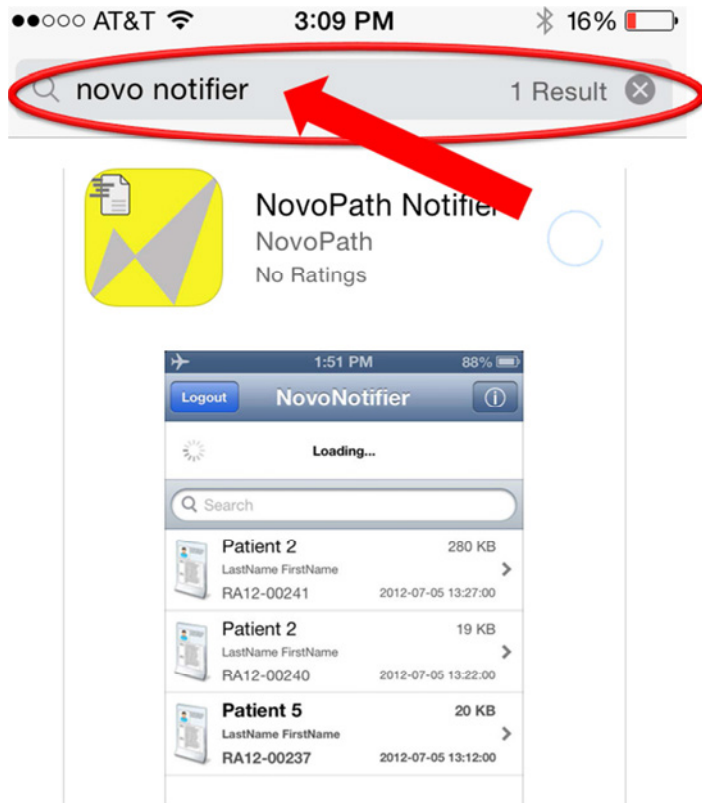 AT&T 3:09 PM 16%
novo notifier 1 Result
NovoPath Notifier
NovoPath
No Ratings
1:51 PM 88%
Logout NovoNotifier
Loading...
Search
Patient 2 280 KB
LastName FirstName
RA12-00241 2012-07-05 13:27:00
Patient 2 19 KB
LastName FirstName
RA12-00240 2012-07-05 13:22:00
Patient 5 20 KB
LastName FirstName
RA12-00237 2012-07-05 13:12:00